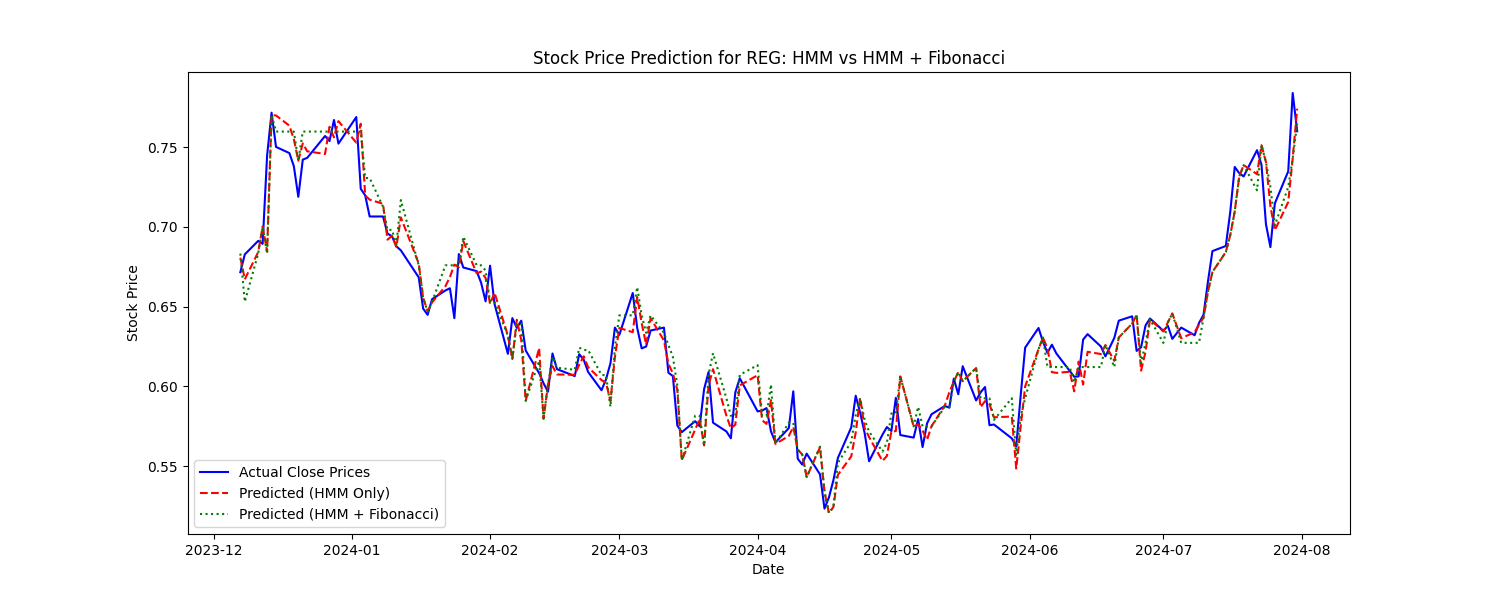 Stock Price Prediction for REG: HMM vs HMM + Fibonacci
Stock Price
0.75
0.70
0.65
0.60
0.55
Actual Close Prices
Predicted (HMM Only)
Predicted (HMM + Fibonacci)
2023-12 2024-01 2024-02 2024-03 2024-04 2024-05 2024-06 2024-07 2024-08
Date